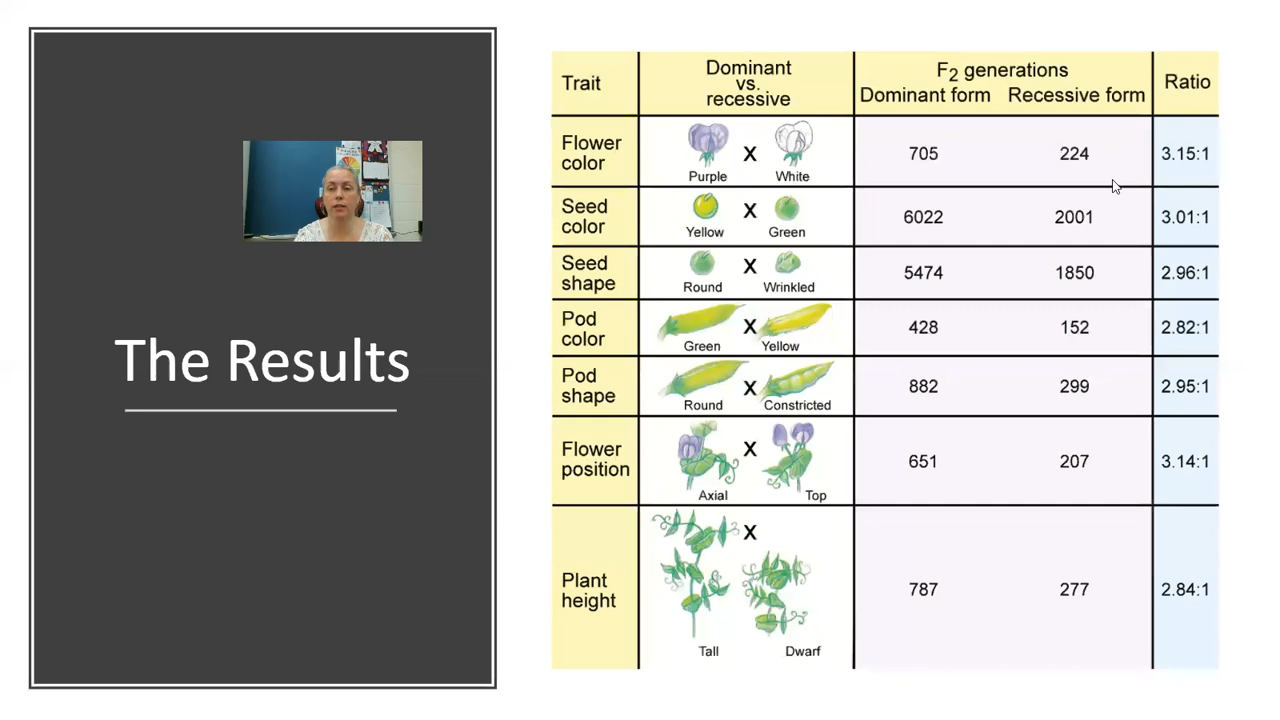 The Results
Trait
Dominant
vs.
recessive
F2 generations
Dominant form Recessive form
Ratio
Flower
color
X
Purple White
705 224 3.15:1
Seed
color
X
Yellow Green
6022 2001 3.01:1
Seed
shape
X
Round Wrinkled
5474 1850 2.96:1
Pod
color
X
Green Yellow
428 152 2.82:1
Pod
shape
X
Round Constricted
882 299 2.95:1
Flower
position
X
Axial Top
651 207 3.14:1
Plant
height
X
Tall Dwarf
787 277 2.84:1